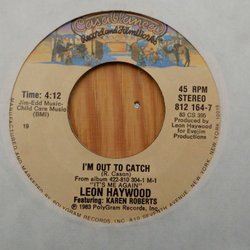 Casablanca
Record and FilmWorks
Time: 4:12
Jim-Edd Music-
Child Care Music
(BMI)
19
45 RPM
STEREO
812 164-7
83 CS 395
Produced by
Leon Haywood
for Evejim
Productions
I'M OUT TO CATCH
(R. Cason)
From album 422-810 304-1 M-1
"IT'S ME AGAIN"
LEON HAYWOOD
Featuring: KAREN ROBERTS
℗ 1983 PolyGram Records, Inc.